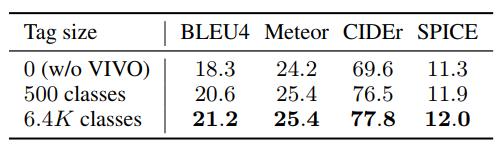 Tag size BLEU4 Meteor CIDEr SPICE
0 (w/o VIVO) 18.3 24.2 69.6 11.3
500 classes 20.6 25.4 76.5 11.9
6.4K classes 21.2 25.4 77.8 12.0